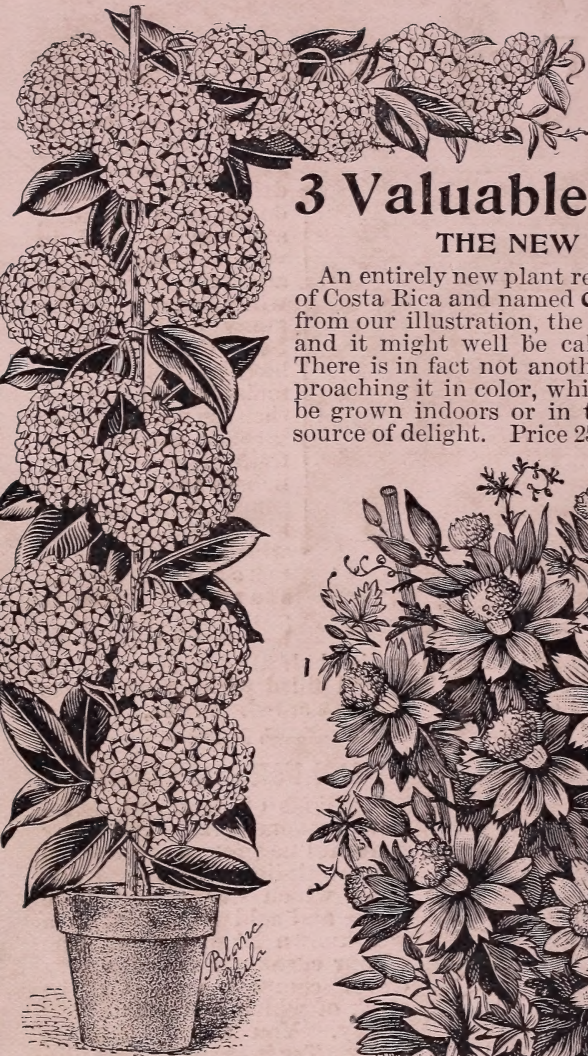 3 Valuable
THE NEW
An entirely new plant re
of Costa Rica and named
from our illustration, the
and it might well be cal
There is in fact not anoth
proaching it in color, whi
be grown indoors or in
source of delight. Price 25
Blanc
Phila